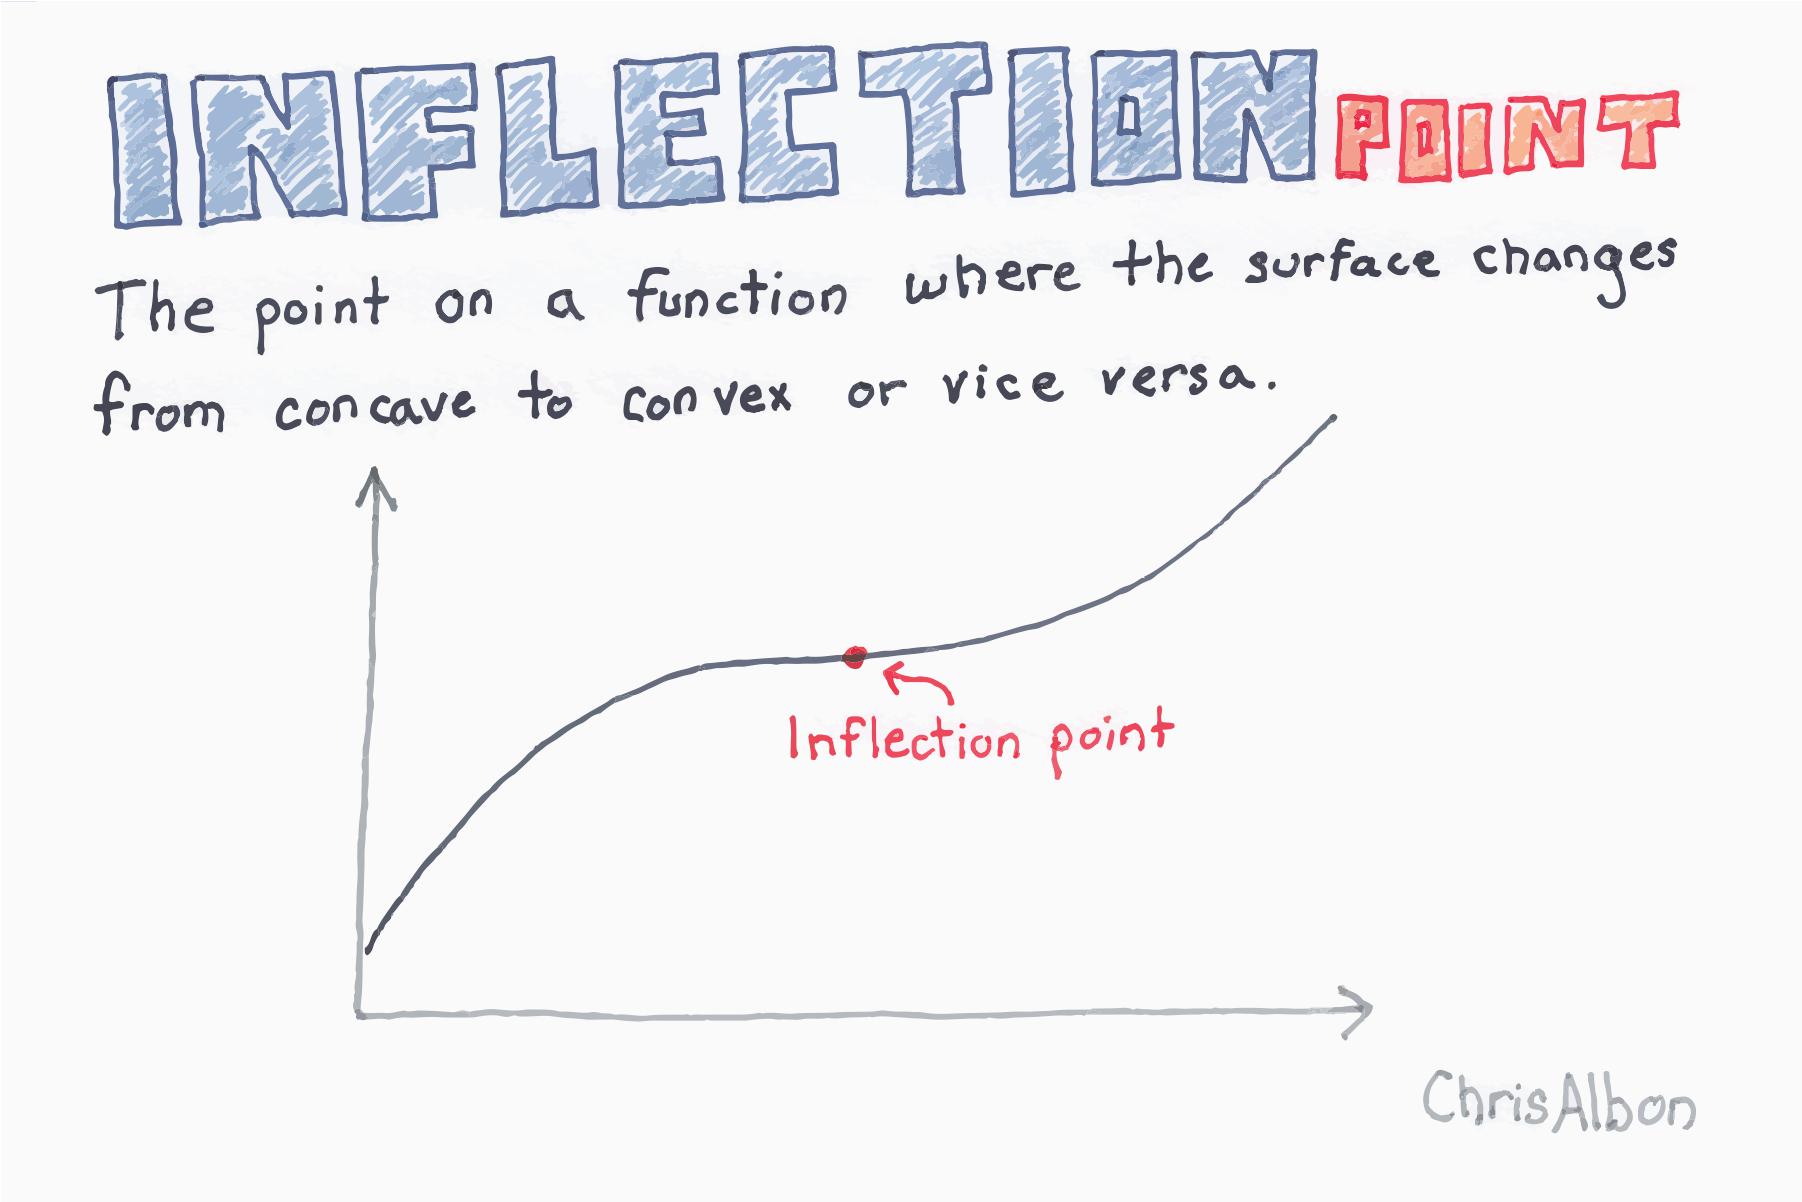 INFLECTION POINT
The point on a function where the surface changes
from concave to convex or vice versa.
Inflection point
ChrisAlbon